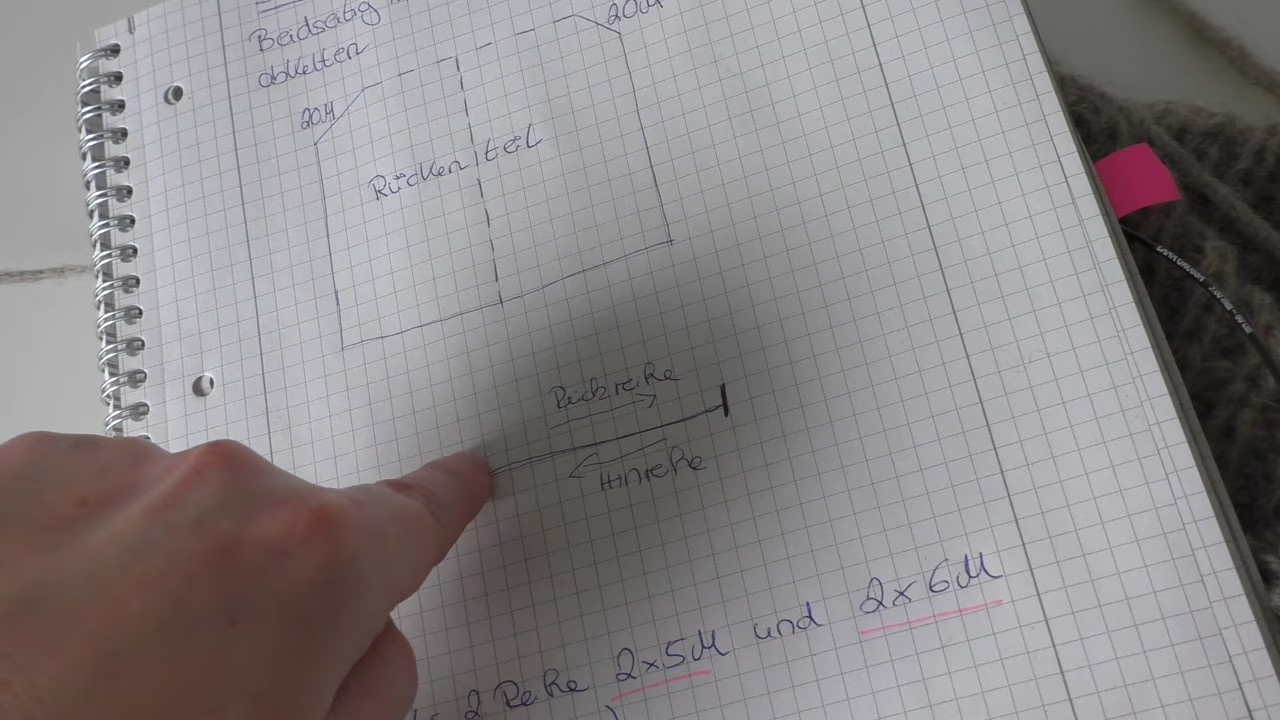 Beidseitig
abketten
20M
20M
Rückenteil
Rückreihe
Hinreihe
2 Reihe 2x5M und 2x6M